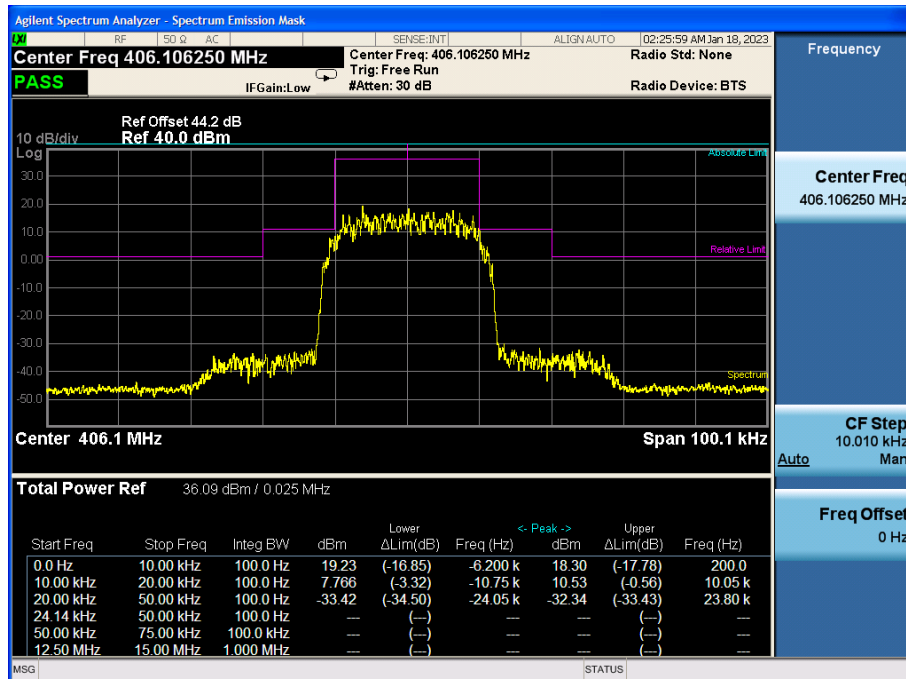 Agilent Spectrum Analyzer - Spectrum Emission Mask
LXI RF 50 Ω AC SENSE:INT ALIGN AUTO 02:25:59 AM Jan 18, 2023
Center Freq 406.106250 MHz
Center Freq: 406.106250 MHz
Radio Std: None
Trig: Free Run
PASS
IFGain:Low
#Atten: 30 dB
Radio Device: BTS
Ref Offset 44.2 dB
10 dB/div
Ref 40.0 dBm
Log
Absolute Limit
30.0
20.0
10.0
Relative Limit
0.00
-10.0
-20.0
-30.0
-40.0
Spectrum
-50.0
Center 406.1 MHz
Span 100.1 kHz
Total Power Ref 36.09 dBm / 0.025 MHz
Lower <- Peak -> Upper
Start Freq Stop Freq Integ BW dBm ΔLim(dB) Freq (Hz) dBm ΔLim(dB) Freq (Hz)
0.0 Hz 10.00 kHz 100.0 Hz 19.23 (-16.85) -6.200 k 18.30 (-17.78) 200.0
10.00 kHz 20.00 kHz 100.0 Hz 7.766 (-3.32) -10.75 k 10.53 (-0.56) 10.05 k
20.00 kHz 50.00 kHz 100.0 Hz -33.42 (-34.50) -24.05 k -32.34 (-33.43) 23.80 k
24.14 kHz 50.00 kHz 100.0 Hz --- (---) --- --- (---) ---
50.00 kHz 75.00 kHz 100.0 kHz --- (---) --- --- (---) ---
12.50 MHz 15.00 MHz 1.000 MHz --- (---) --- --- (---) ---
MSG
STATUS
Frequency
Center Freq
406.106250 MHz
CF Step
10.010 kHz
Auto Man
Freq Offset
0 Hz